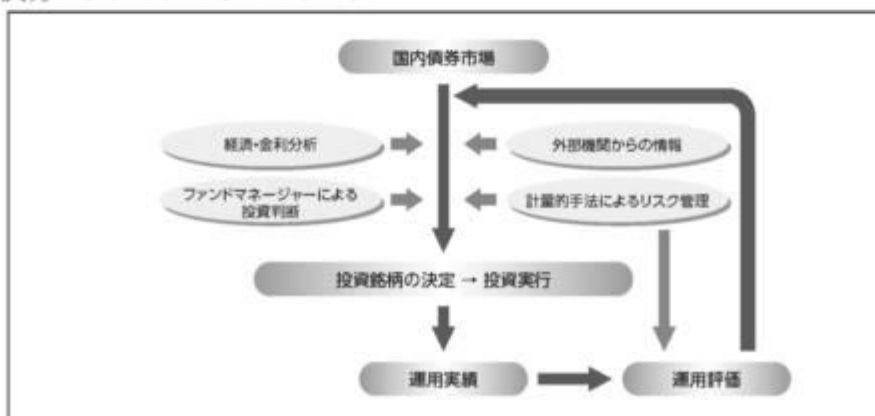 国内債券市場
経済・金利分析
外部機関からの情報
ファンドマネージャーによる
投資判断
計量的手法によるリスク管理
投資銘柄の決定 → 投資実行
運用実績
運用評価